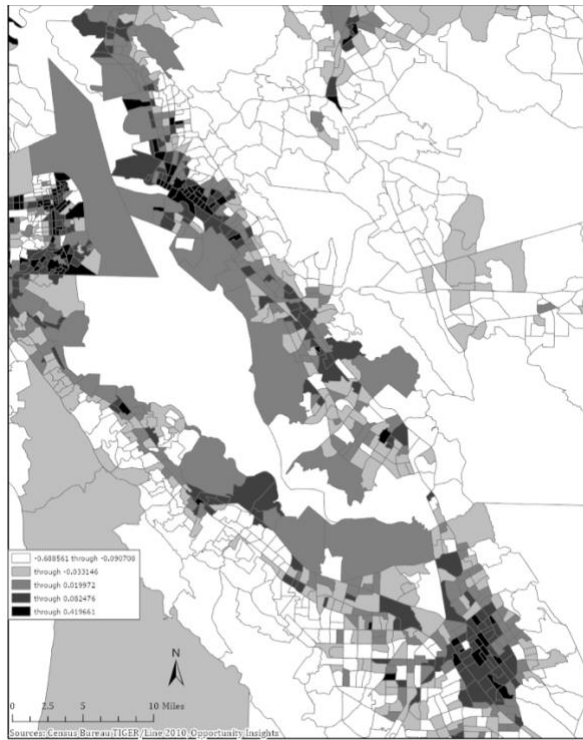 -0.688561 through -0.090708
through -0.033146
through 0.019972
through 0.082476
through 0.419661
N
0 2.5 5 10 Miles
Sources: Census Bureau TIGER/Line 2010, Opportunity Insights